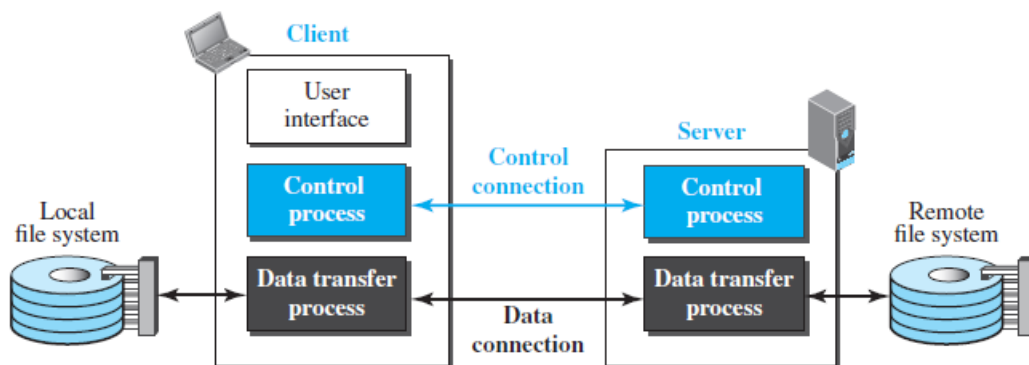 Client
User
interface
Server
Control
connection
Control
process
Control
process
Local
file system
Remote
file system
Data transfer
process
Data transfer
process
Data
connection